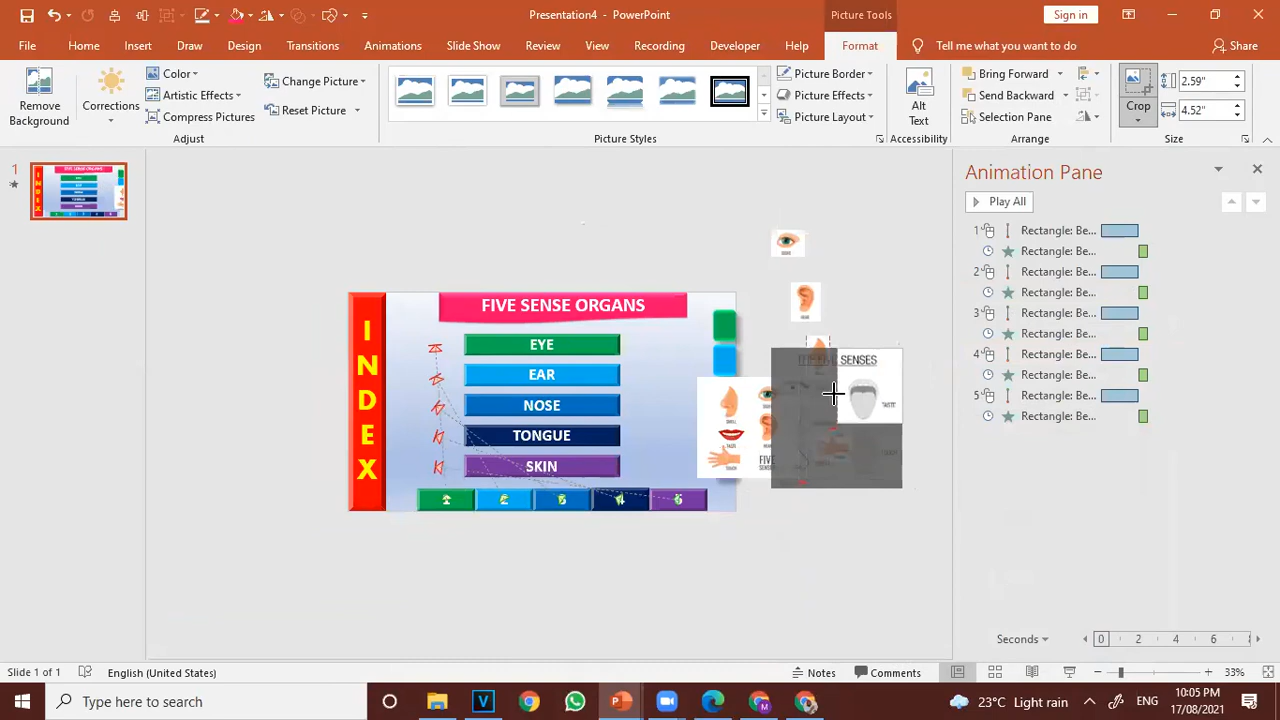 Presentation4 - PowerPoint
Picture Tools
Sign in
File
Home
Insert
Draw
Design
Transitions
Animations
Slide Show
Review
View
Recording
Developer
Help
Format
Tell me what you want to do
Share
Remove
Background
Corrections
Color
Artistic Effects
Compress Pictures
Change Picture
Reset Picture
Adjust
Picture Styles
Picture Border
Picture Effects
Picture Layout
Alt
Text
Accessibility
Bring Forward
Send Backward
Selection Pane
Arrange
Crop
2.59"
4.52"
Size
1
INDEX
FIVE SENSE ORGANS
EYE
EAR
NOSE
TONGUE
SKIN
1
2
3
4
5
FIVE
SENSES
TASTE
Animation Pane
Play All
1 Rectangle: Be...
Rectangle: Be...
2 Rectangle: Be...
Rectangle: Be...
3 Rectangle: Be...
Rectangle: Be...
4 Rectangle: Be...
Rectangle: Be...
5 Rectangle: Be...
Rectangle: Be...
Seconds
0 2 4 6
Slide 1 of 1
English (United States)
Notes
Comments
33%
Type here to search
23°C Light rain
ENG
10:05 PM
17/08/2021